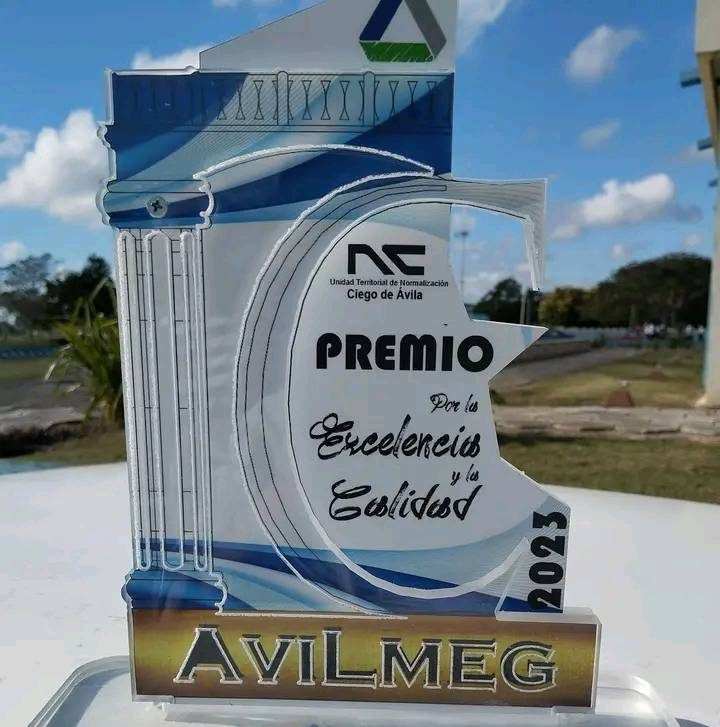 NC
Unidad Territorial de Normalización
Ciego de Ávila
PREMIO
Por la
Excelencia
y la
Calidad
2023
AVILMEG